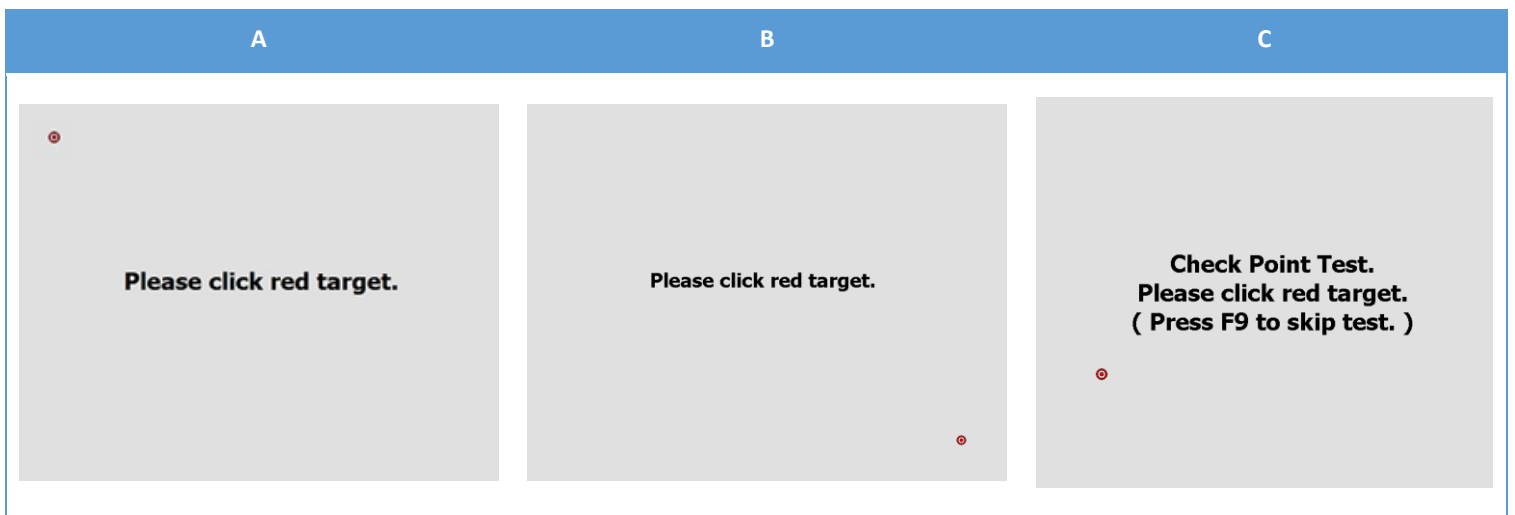 A
B
C
Please click red target.
Please click red target.
Check Point Test.
Please click red target.
( Press F9 to skip test. )